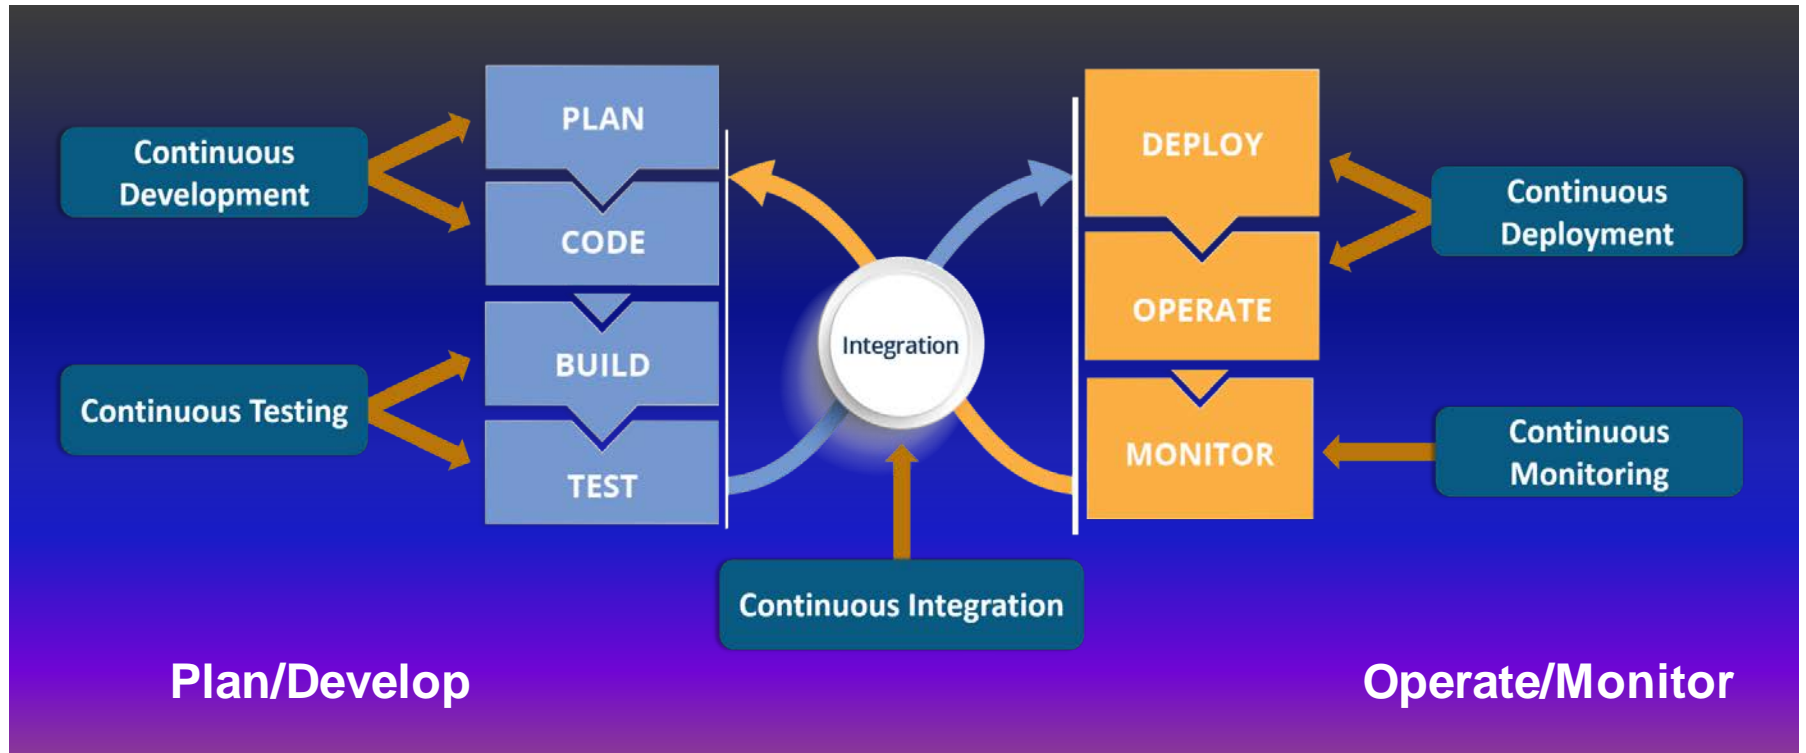 PLAN
Continuous
Development
CODE
BUILD
Continuous Testing
TEST
Integration
Continuous Integration
DEPLOY
Continuous
Deployment
OPERATE
MONITOR
Continuous
Monitoring
Plan/Develop
Operate/Monitor